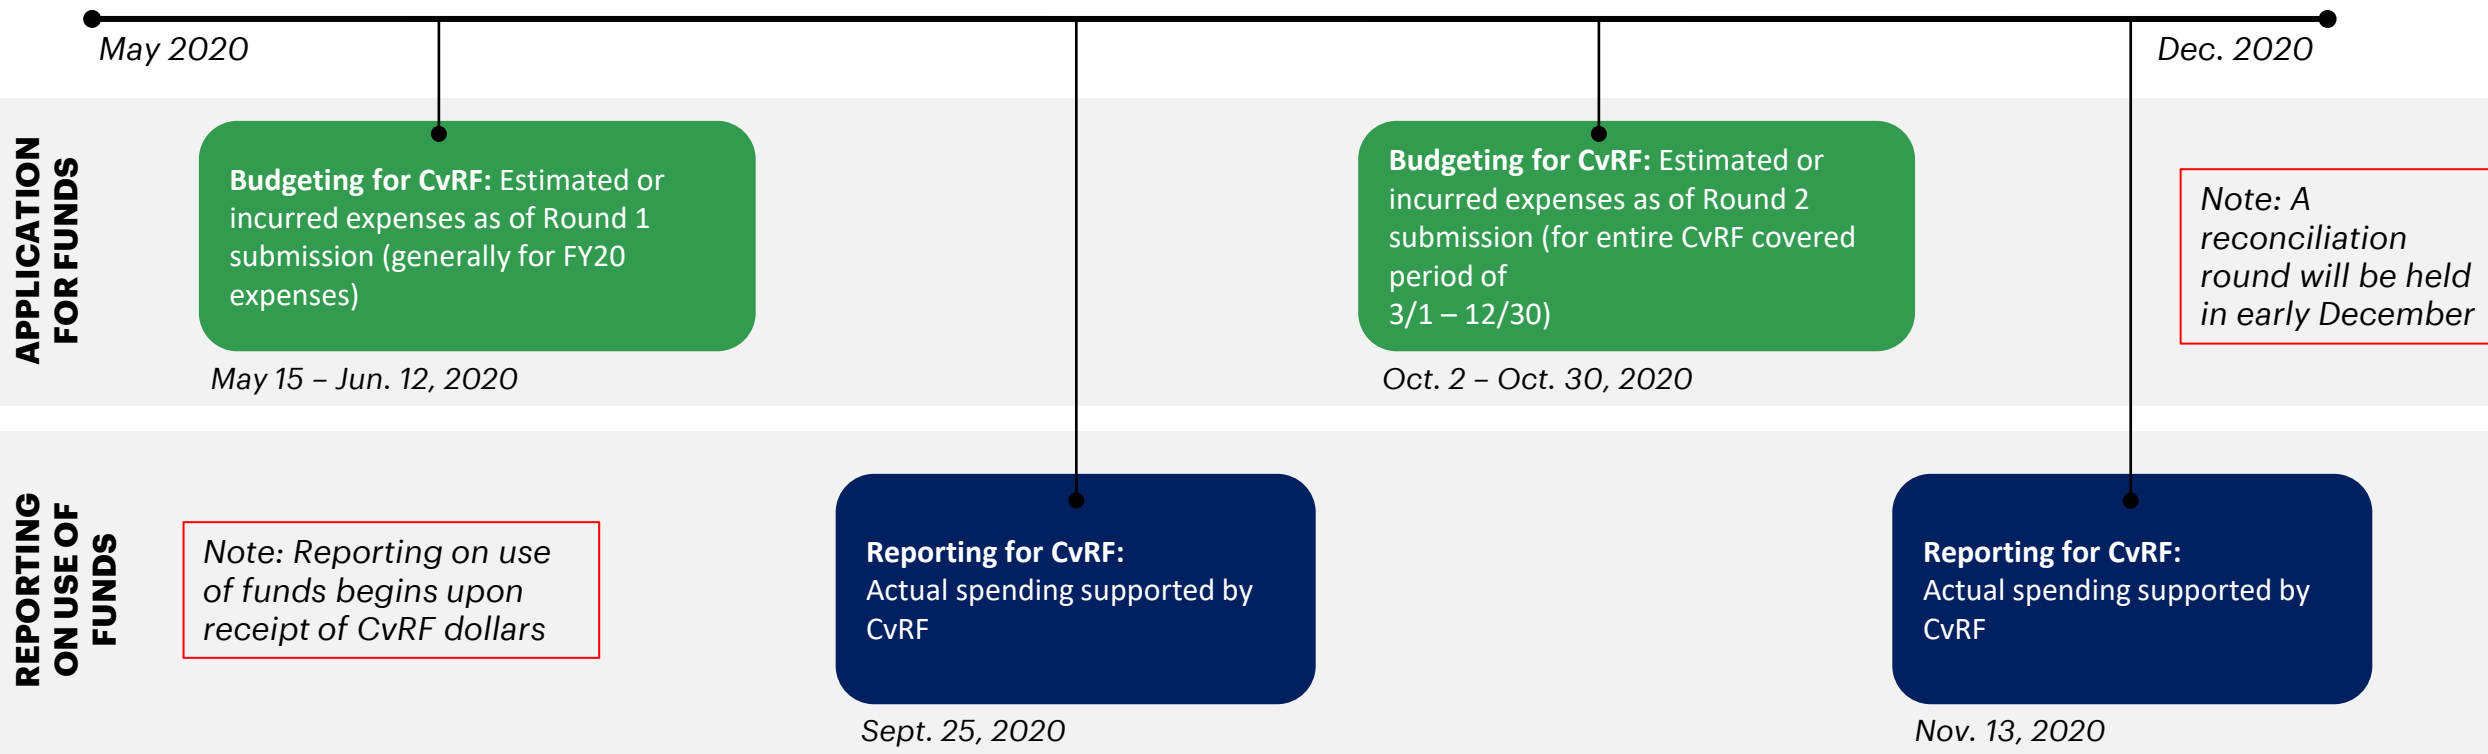 May 2020
Dec. 2020
APPLICATION
FOR FUNDS
Budgeting for CvRF: Estimated or
incurred expenses as of Round 1
submission (generally for FY20
expenses)
May 15 – Jun. 12, 2020
Budgeting for CvRF: Estimated or
incurred expenses as of Round 2
submission (for entire CvRF covered
period of
3/1 – 12/30)
Oct. 2 – Oct. 30, 2020
Note: A
reconciliation
round will be held
in early December
REPORTING
ON USE OF
FUNDS
Note: Reporting on use
of funds begins upon
receipt of CvRF dollars
Reporting for CvRF:
Actual spending supported by
CvRF
Sept. 25, 2020
Reporting for CvRF:
Actual spending supported by
CvRF
Nov. 13, 2020